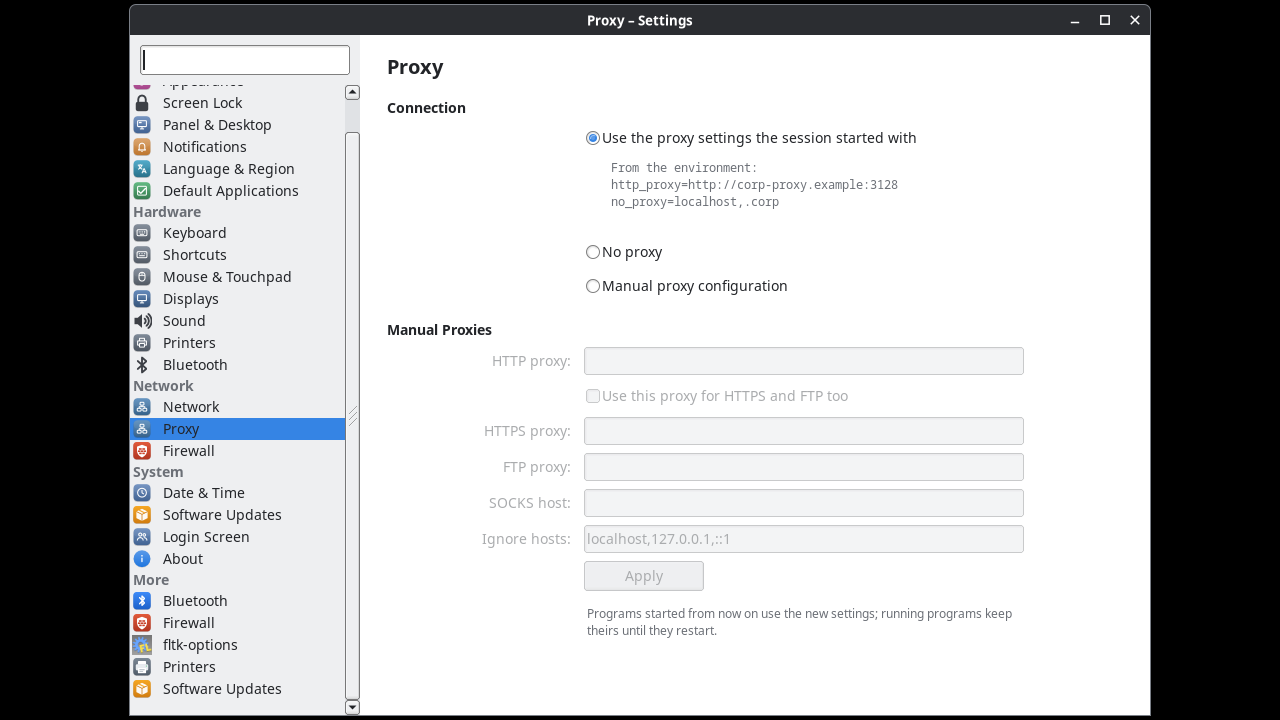 Proxy – Settings
Appearance
Screen Lock
Panel & Desktop
Notifications
Language & Region
Default Applications
Hardware
Keyboard
Shortcuts
Mouse & Touchpad
Displays
Sound
Printers
Bluetooth
Network
Network
Proxy
Firewall
System
Date & Time
Software Updates
Login Screen
About
More
Bluetooth
Firewall
fltk-options
Printers
Software Updates
Proxy
Connection
Use the proxy settings the session started with
From the environment:
http_proxy=http://corp-proxy.example:3128
no_proxy=localhost,.corp
No proxy
Manual proxy configuration
Manual Proxies
HTTP proxy:
Use this proxy for HTTPS and FTP too
HTTPS proxy:
FTP proxy:
SOCKS host:
Ignore hosts: localhost,127.0.0.1,::1
Apply
Programs started from now on use the new settings; running programs keep
theirs until they restart.